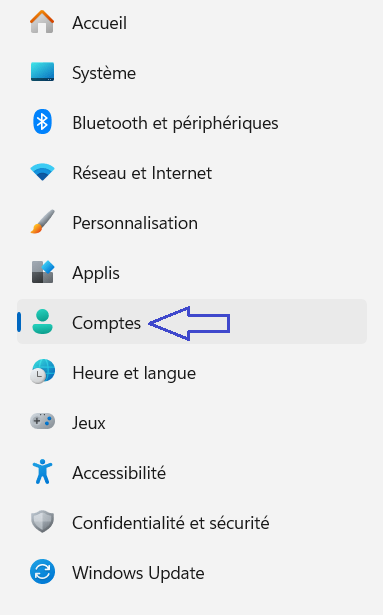 Accueil
Système
Bluetooth et périphériques
Réseau et Internet
Personnalisation
Applis
Comptes
Heure et langue
Jeux
Accessibilité
Confidentialité et sécurité
Windows Update